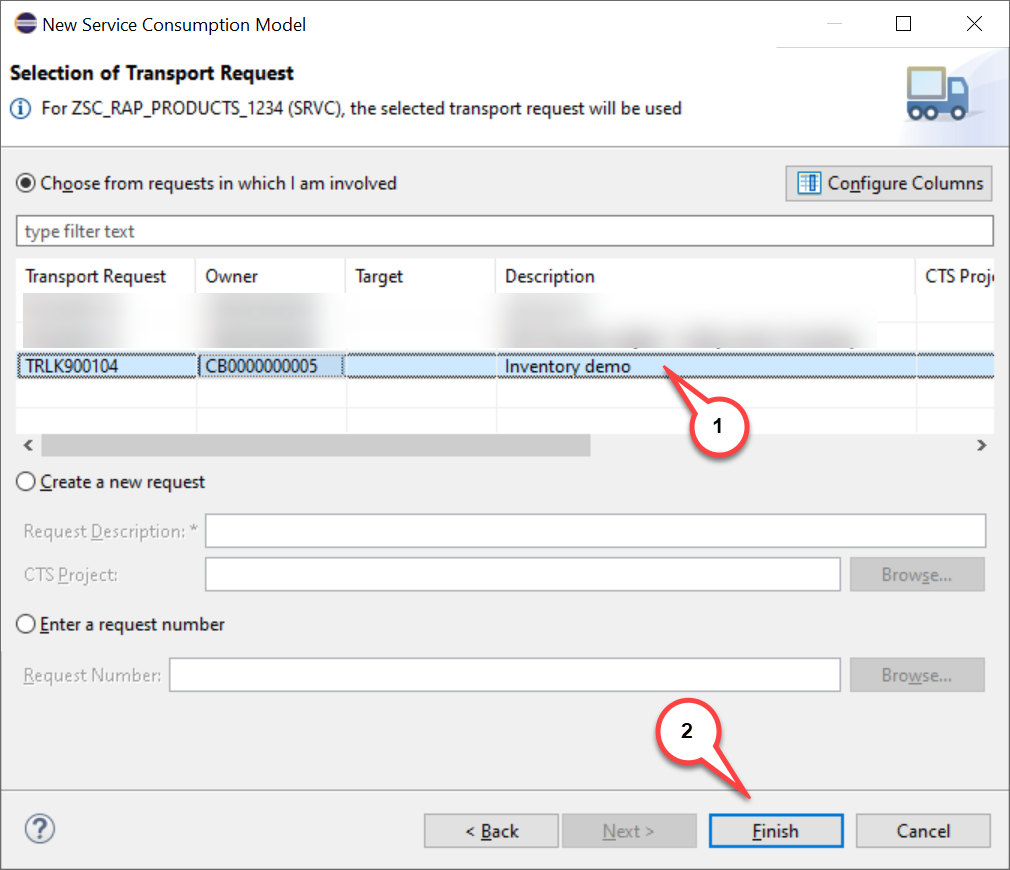 New Service Consumption Model
Selection of Transport Request
For ZSC_RAP_PRODUCTS_1234 (SRVC), the selected transport request will be used
Choose from requests in which I am involved
Configure Columns
type filter text
Transport Request Owner Target Description CTS Proj
TRLK900104 CB0000000005 Inventory demo
1
Create a new request
Request Description: *
CTS Project:
Browse...
Enter a request number
Request Number:
Browse...
2
?
< Back
Next >
Finish
Cancel